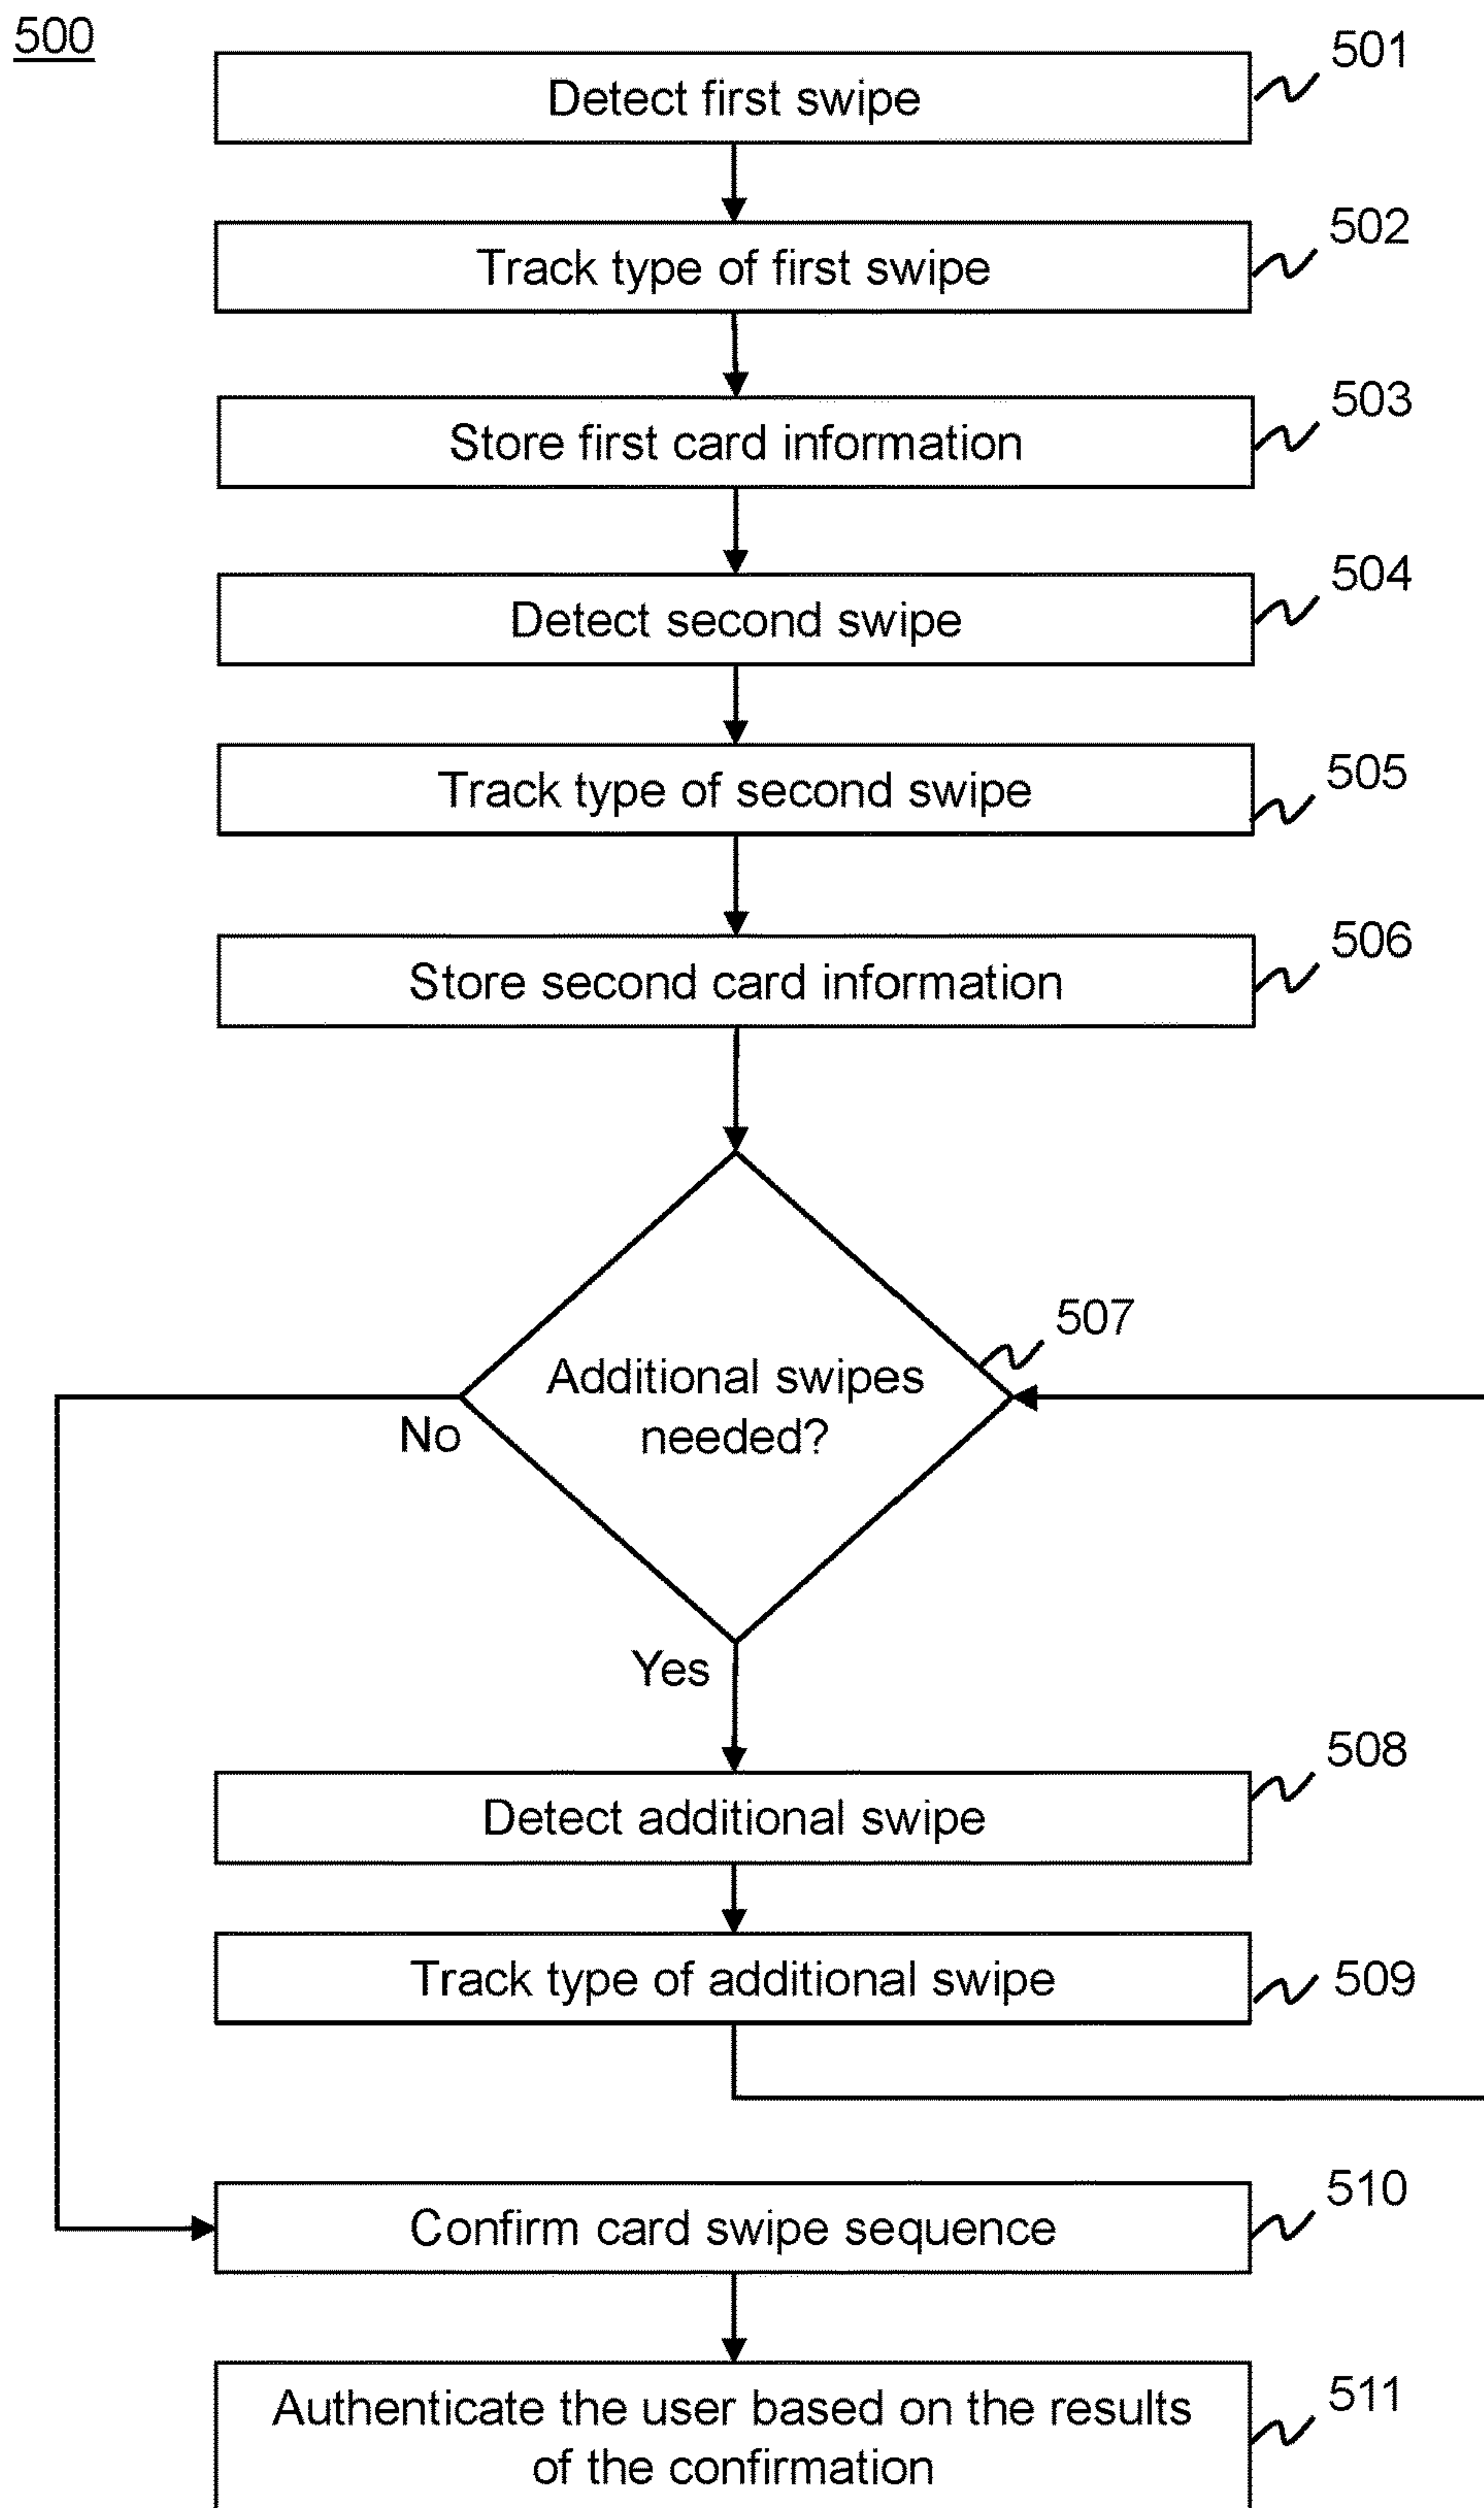 500
Detect first swipe
501
Track type of first swipe
502
Store first card information
503
Detect second swipe
504
Track type of second swipe
505
Store second card information
506
507
Additional swipes
needed?
No
Yes
Detect additional swipe
508
Track type of additional swipe
509
Confirm card swipe sequence
510
Authenticate the user based on the results
of the confirmation
511